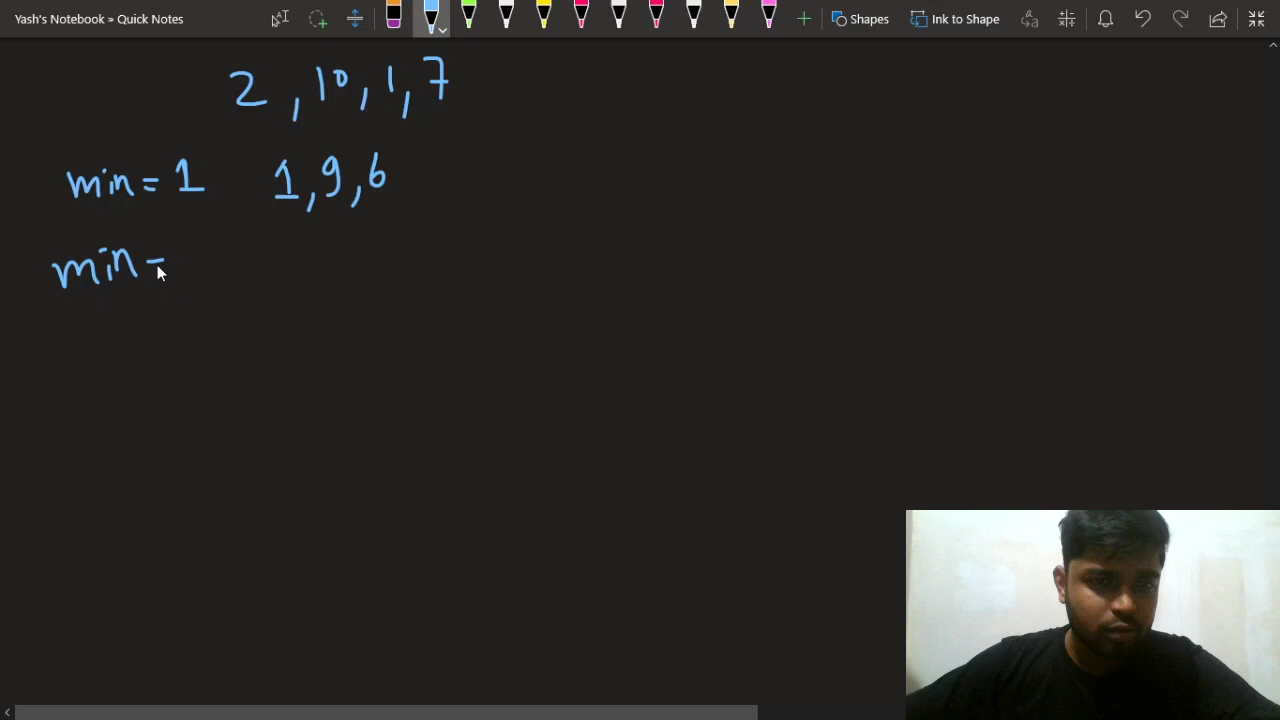 Yash's Notebook » Quick Notes
Shapes
Ink to Shape
2 , 10 , 1 , 7
min = 1 1 , 9 , 6
min =